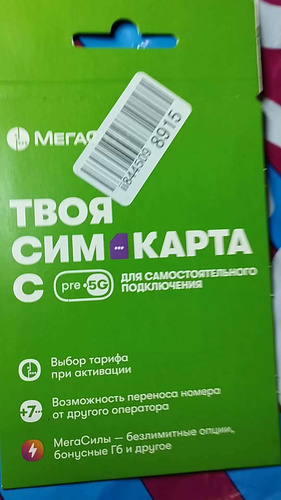 8915
8844509
ТВОЯ
СИМ КАРТА
С pre•5G ДЛЯ САМОСТОЯТЕЛЬНОГО
ПОДКЛЮЧЕНИЯ
Выбор тарифа
при активации
+7... Возможность переноса номера
от другого оператора
МегаСилы — безлимитные опции,
бонусные Гб и другое